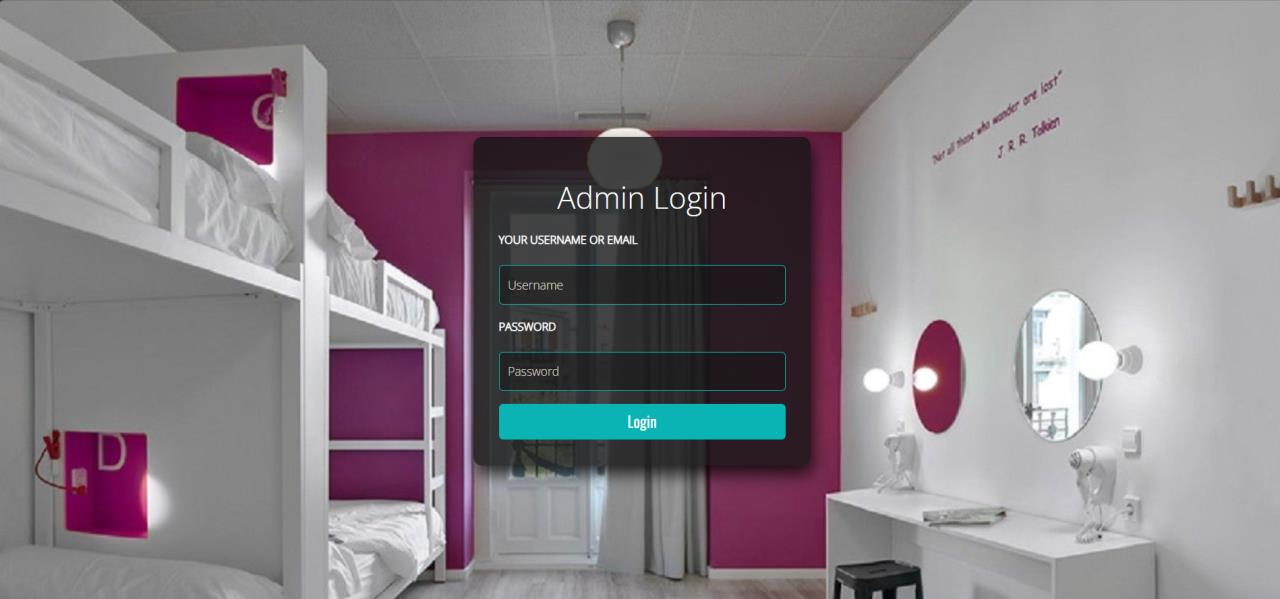 C
"Not all those who wander are lost"
J. R. R. Tolkien
Admin Login
YOUR USERNAME OR EMAIL
Username
PASSWORD
Password
Login
D